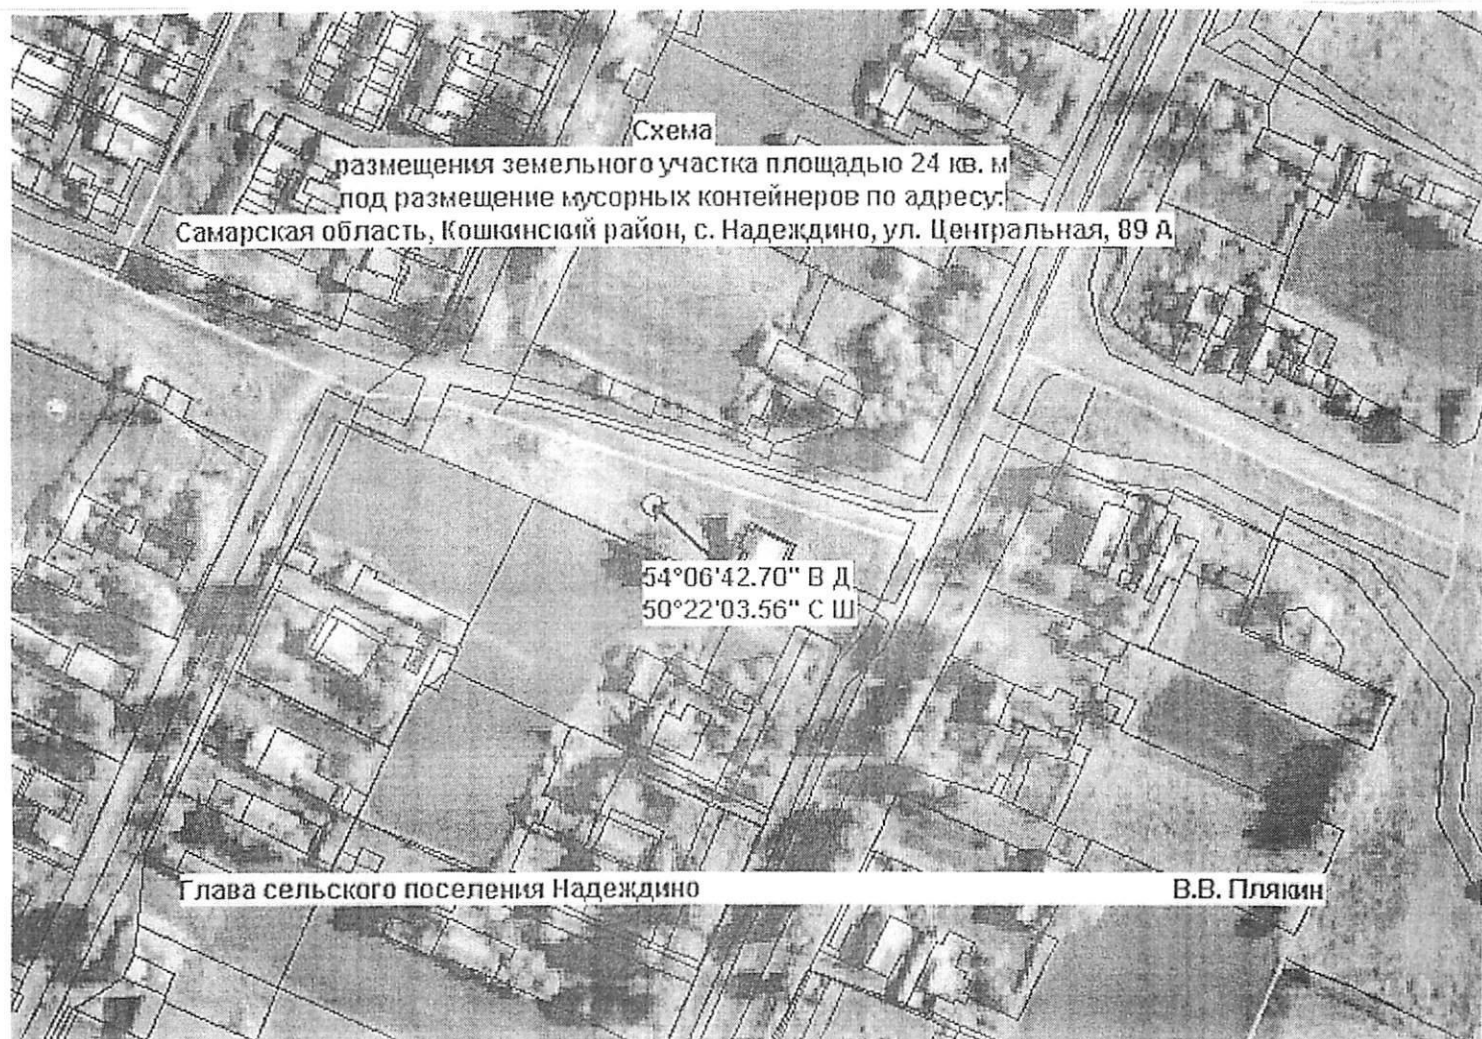 Схема
размещения земельного участка площадью 24 кв. м
под размещение мусорных контейнеров по адресу:
Самарская область, Кошкинский район, с. Надеждино, ул. Центральная, 89 А
54°06'42.70" В Д
50°22'03.56" С Ш
Глава сельского поселения Надеждино В.В. Плякин